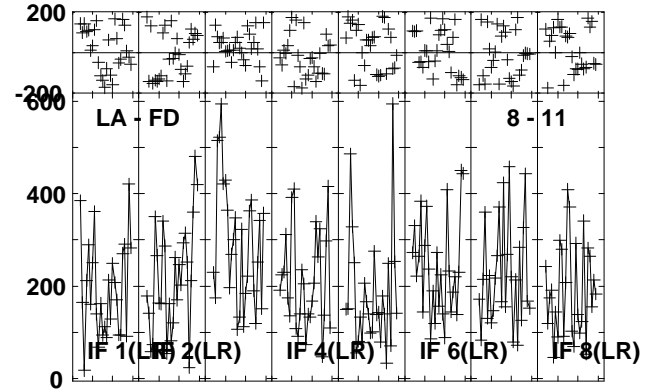 200
-200
600
LA - FD
8 - 11
400
200
IF 1(LR)
IF 2(LR)
IF 4(LR)
IF 6(LR)
IF 8(LR)
0